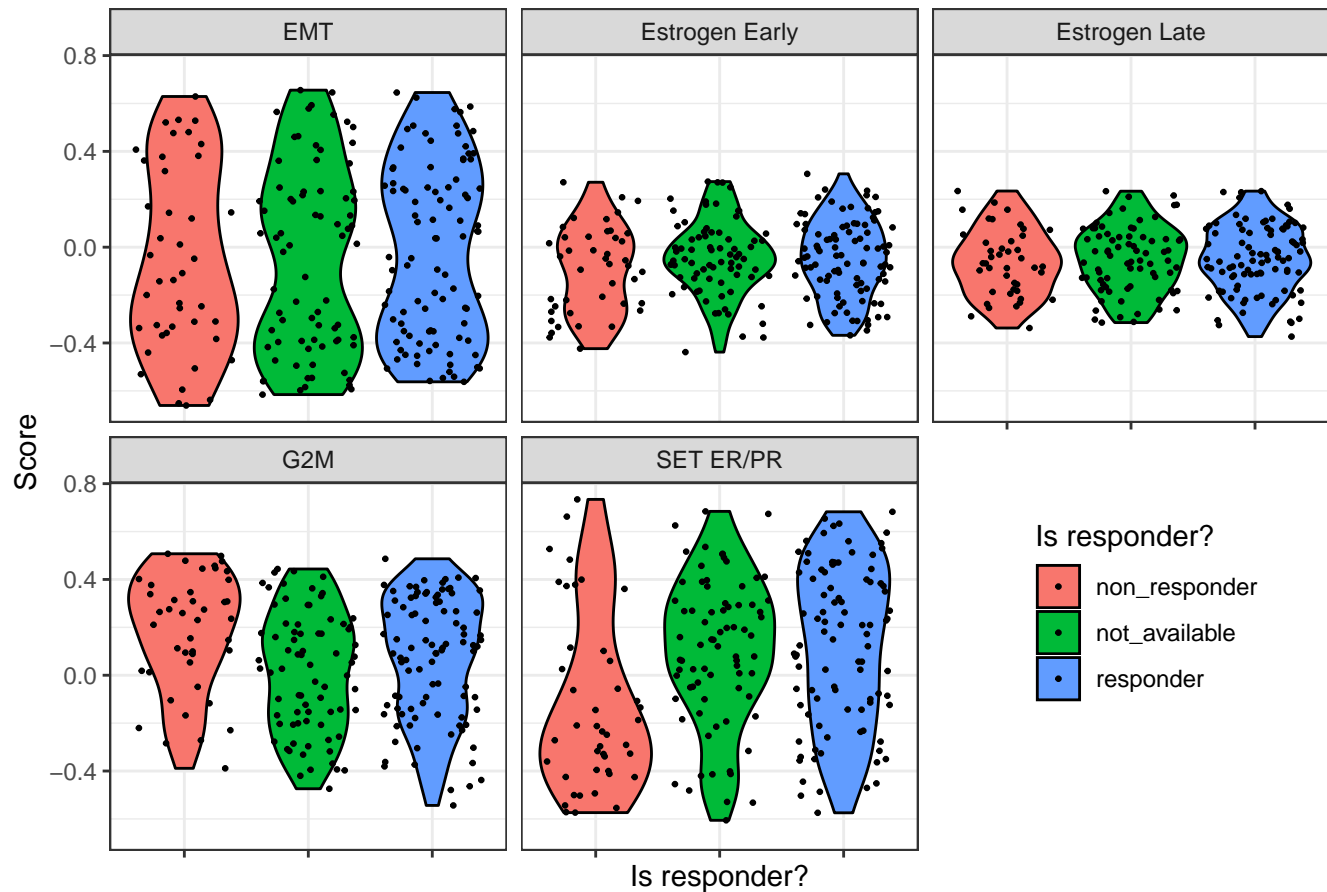 EMT
Estrogen Early
Estrogen Late
0.8
0.4
0.0
−0.4
Score
G2M
SET ER/PR
0.8
0.4
0.0
−0.4
Is responder?
non_responder
not_available
responder
Is responder?